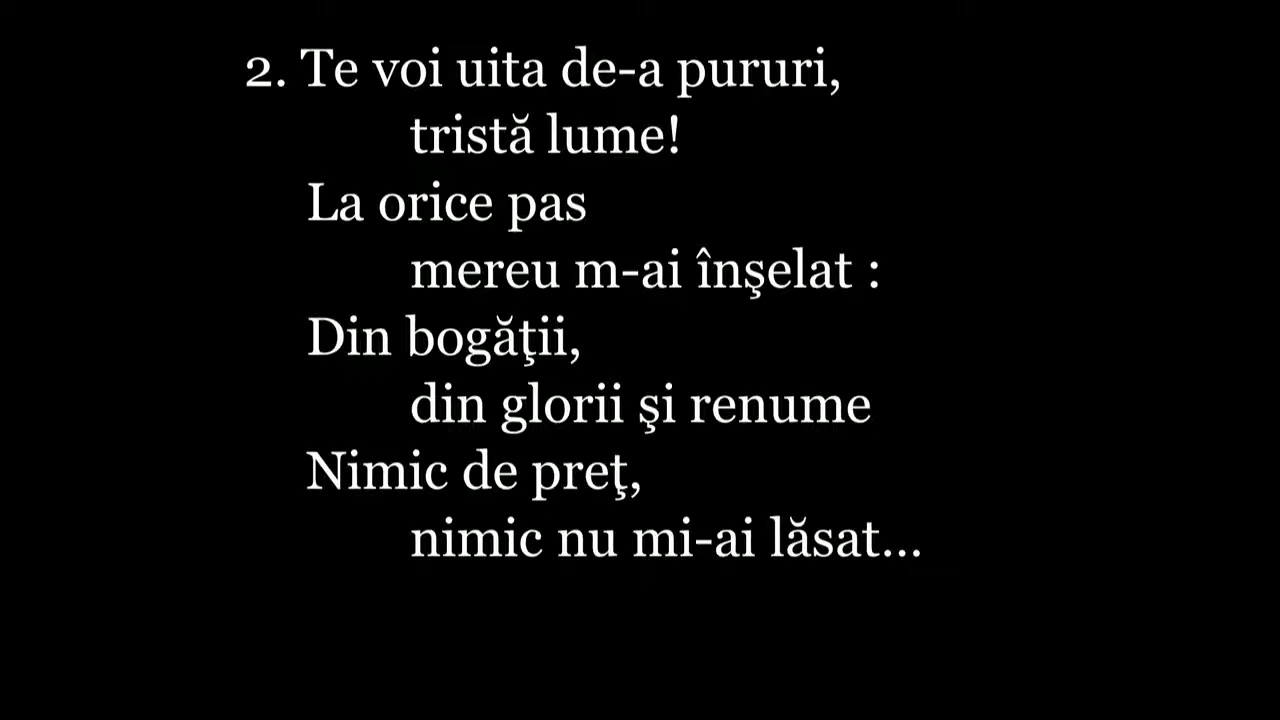 2. Te voi uita de-a pururi,
tristă lume!
La orice pas
mereu m-ai înşelat :
Din bogăţii,
din glorii şi renume
Nimic de preţ,
nimic nu mi-ai lăsat...